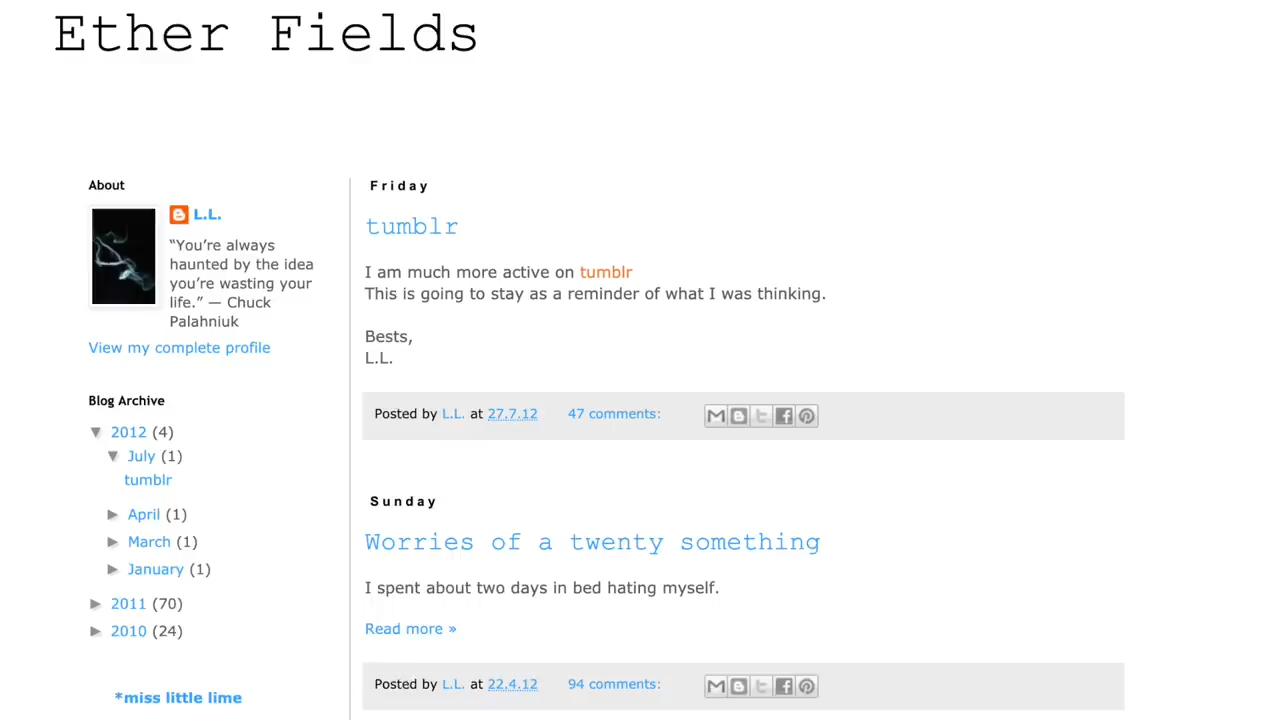 Ether Fields
About
L.L.
“You’re always
haunted by the idea
you’re wasting your
life.” — Chuck
Palahniuk
View my complete profile
Blog Archive
▼ 2012 (4)
▼ July (1)
tumblr
► April (1)
► March (1)
► January (1)
► 2011 (70)
► 2010 (24)
*miss little lime
Friday
tumblr
I am much more active on tumblr
This is going to stay as a reminder of what I was thinking.
Bests,
L.L.
Posted by L.L. at 27.7.12 47 comments:
Sunday
Worries of a twenty something
I spent about two days in bed hating myself.
Read more »
Posted by L.L. at 22.4.12 94 comments: